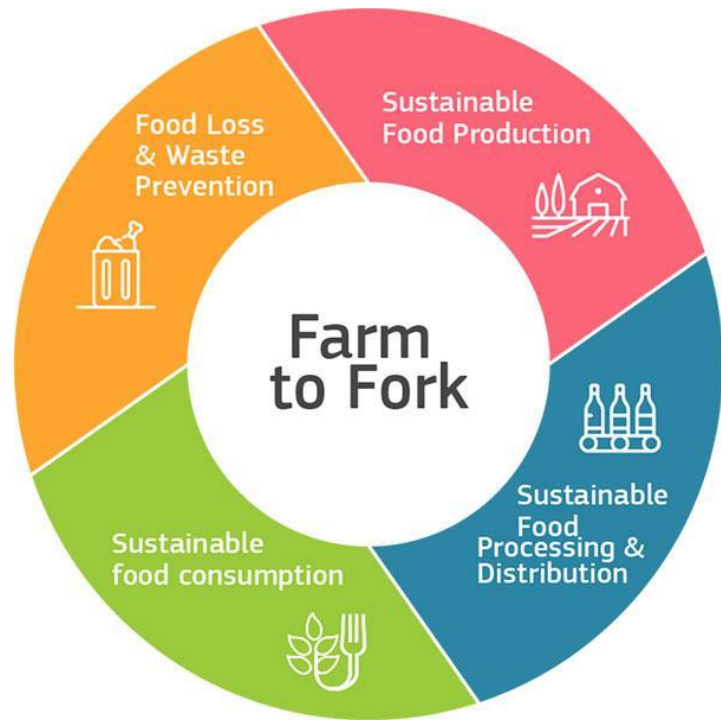 Farm
to Fork
Sustainable
Food Production
Sustainable
Food
Processing &
Distribution
Sustainable
food consumption
Food Loss
& Waste
Prevention